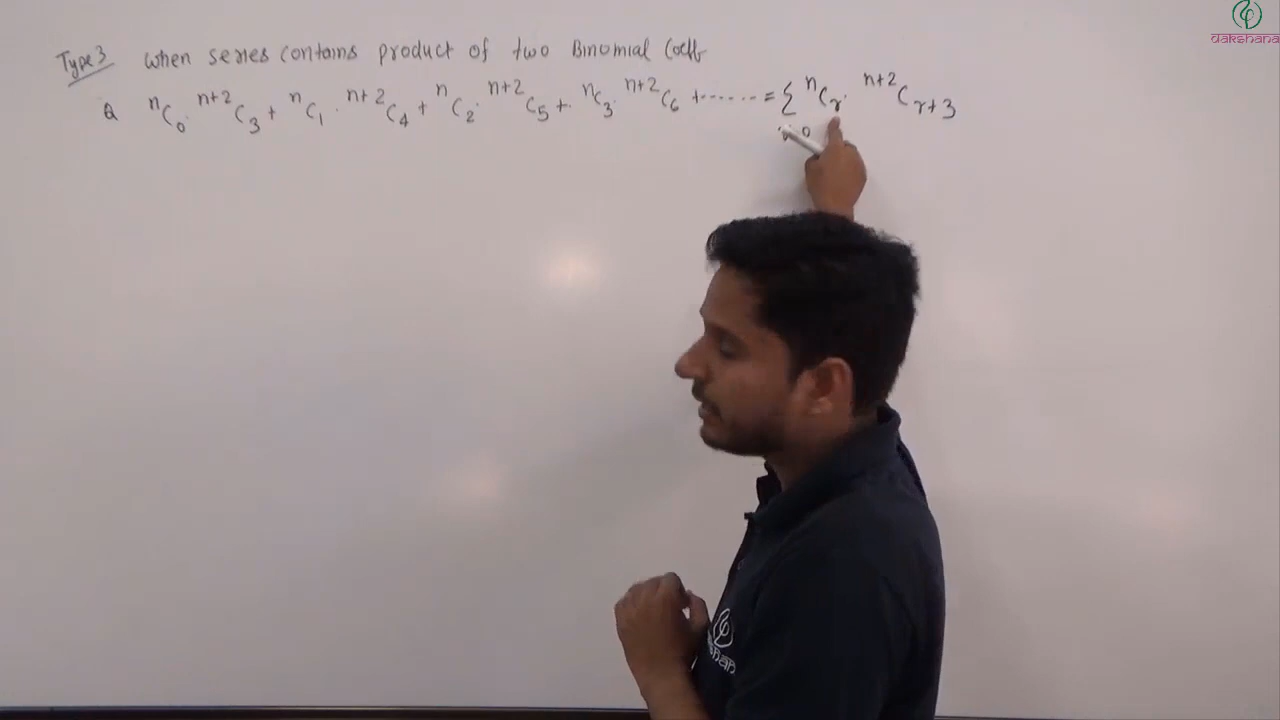 dakshana
Type 3 When series contains product of two Binomial Coeff
Q ⁿC₀ · ⁿ⁺²C₃ + ⁿC₁ · ⁿ⁺²C₄ + ⁿC₂ · ⁿ⁺²C₅ + ⁿC₃ · ⁿ⁺²C₆ + ...... = Σ ⁿCᵣ · ⁿ⁺²Cᵣ₊₃
0